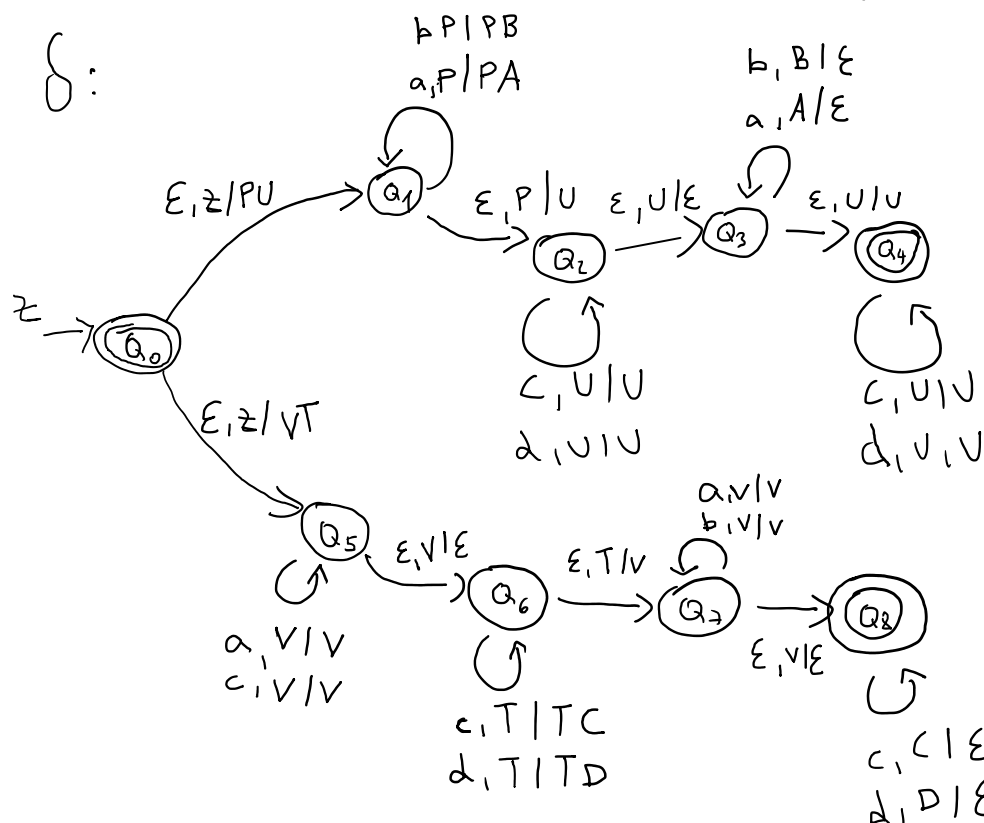 δ:
b P | PB
a, P / PA
b, B | ε
a, A / ε
ε, z / PU
Q1
ε, P | U
ε, U | ε
Q3
ε, U | U
Q4
Q2
z
Q0
c, U | U
d, U | U
c, U | U
d, U, U
ε, z / VT
Q5
a, V / V
c, V / V
ε, V | ε
Q6
c, T | TC
d, T | TD
ε, T / V
a, V / V
b, V / V
Q7
ε, V | ε
Q8
c, C | ε
d, D | ε